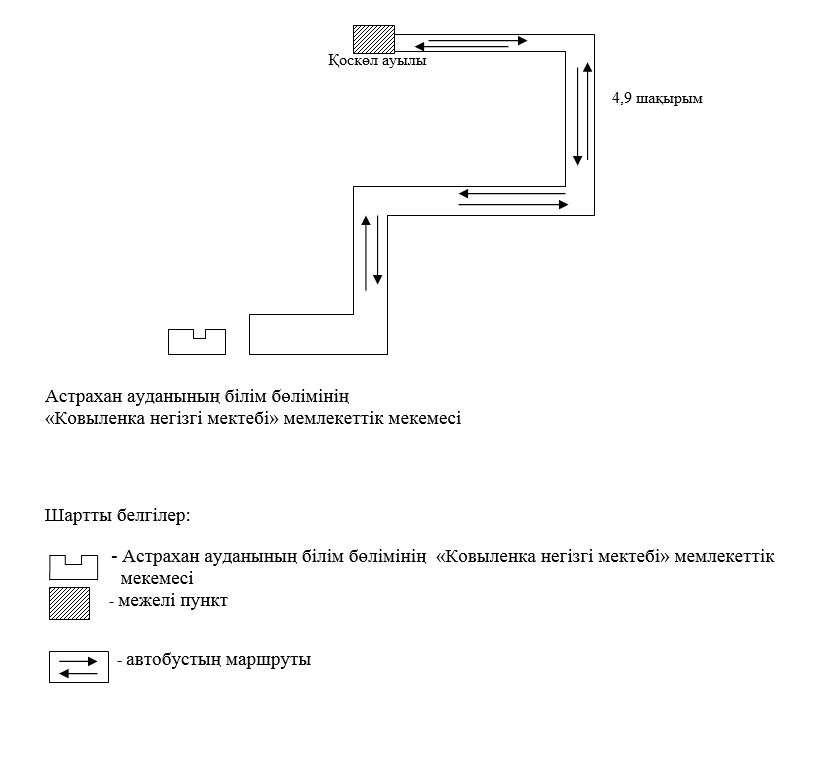 Қоскөл ауылы
4,9 шақырым
Астрахан ауданының білім бөлімінің
«Ковыленка негізгі мектебі» мемлекеттік мекемесі
Шартты белгілер:
- Астрахан ауданының білім бөлімінің «Ковыленка негізгі мектебі» мемлекеттік
мекемесі
- межелі пункт
- автобустың маршруты